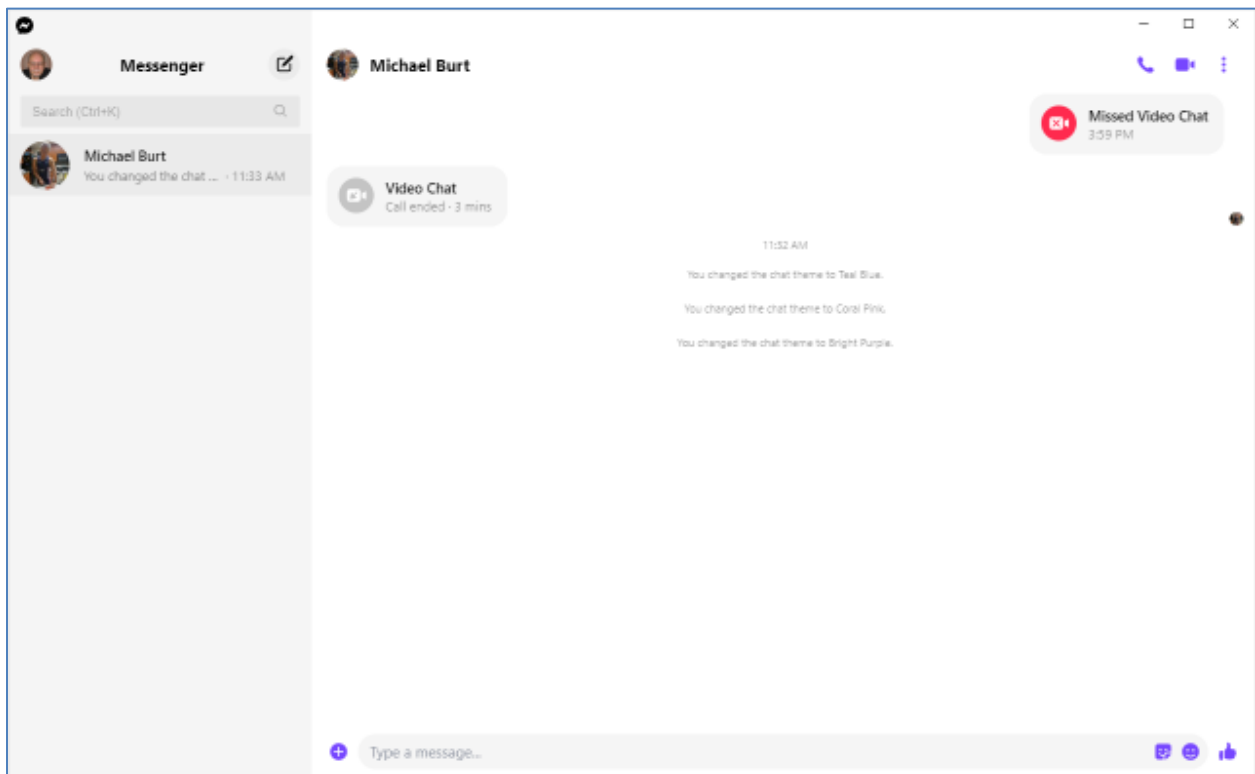 Messenger
Search (Ctrl+K)
Michael Burt
You changed the chat ... · 11:33 AM
Michael Burt
Missed Video Chat
3:59 PM
Video Chat
Call ended · 3 mins
11:32 AM
You changed the chat theme to Teal Blue.
You changed the chat theme to Coral Pink.
You changed the chat theme to Bright Purple.
Type a message...